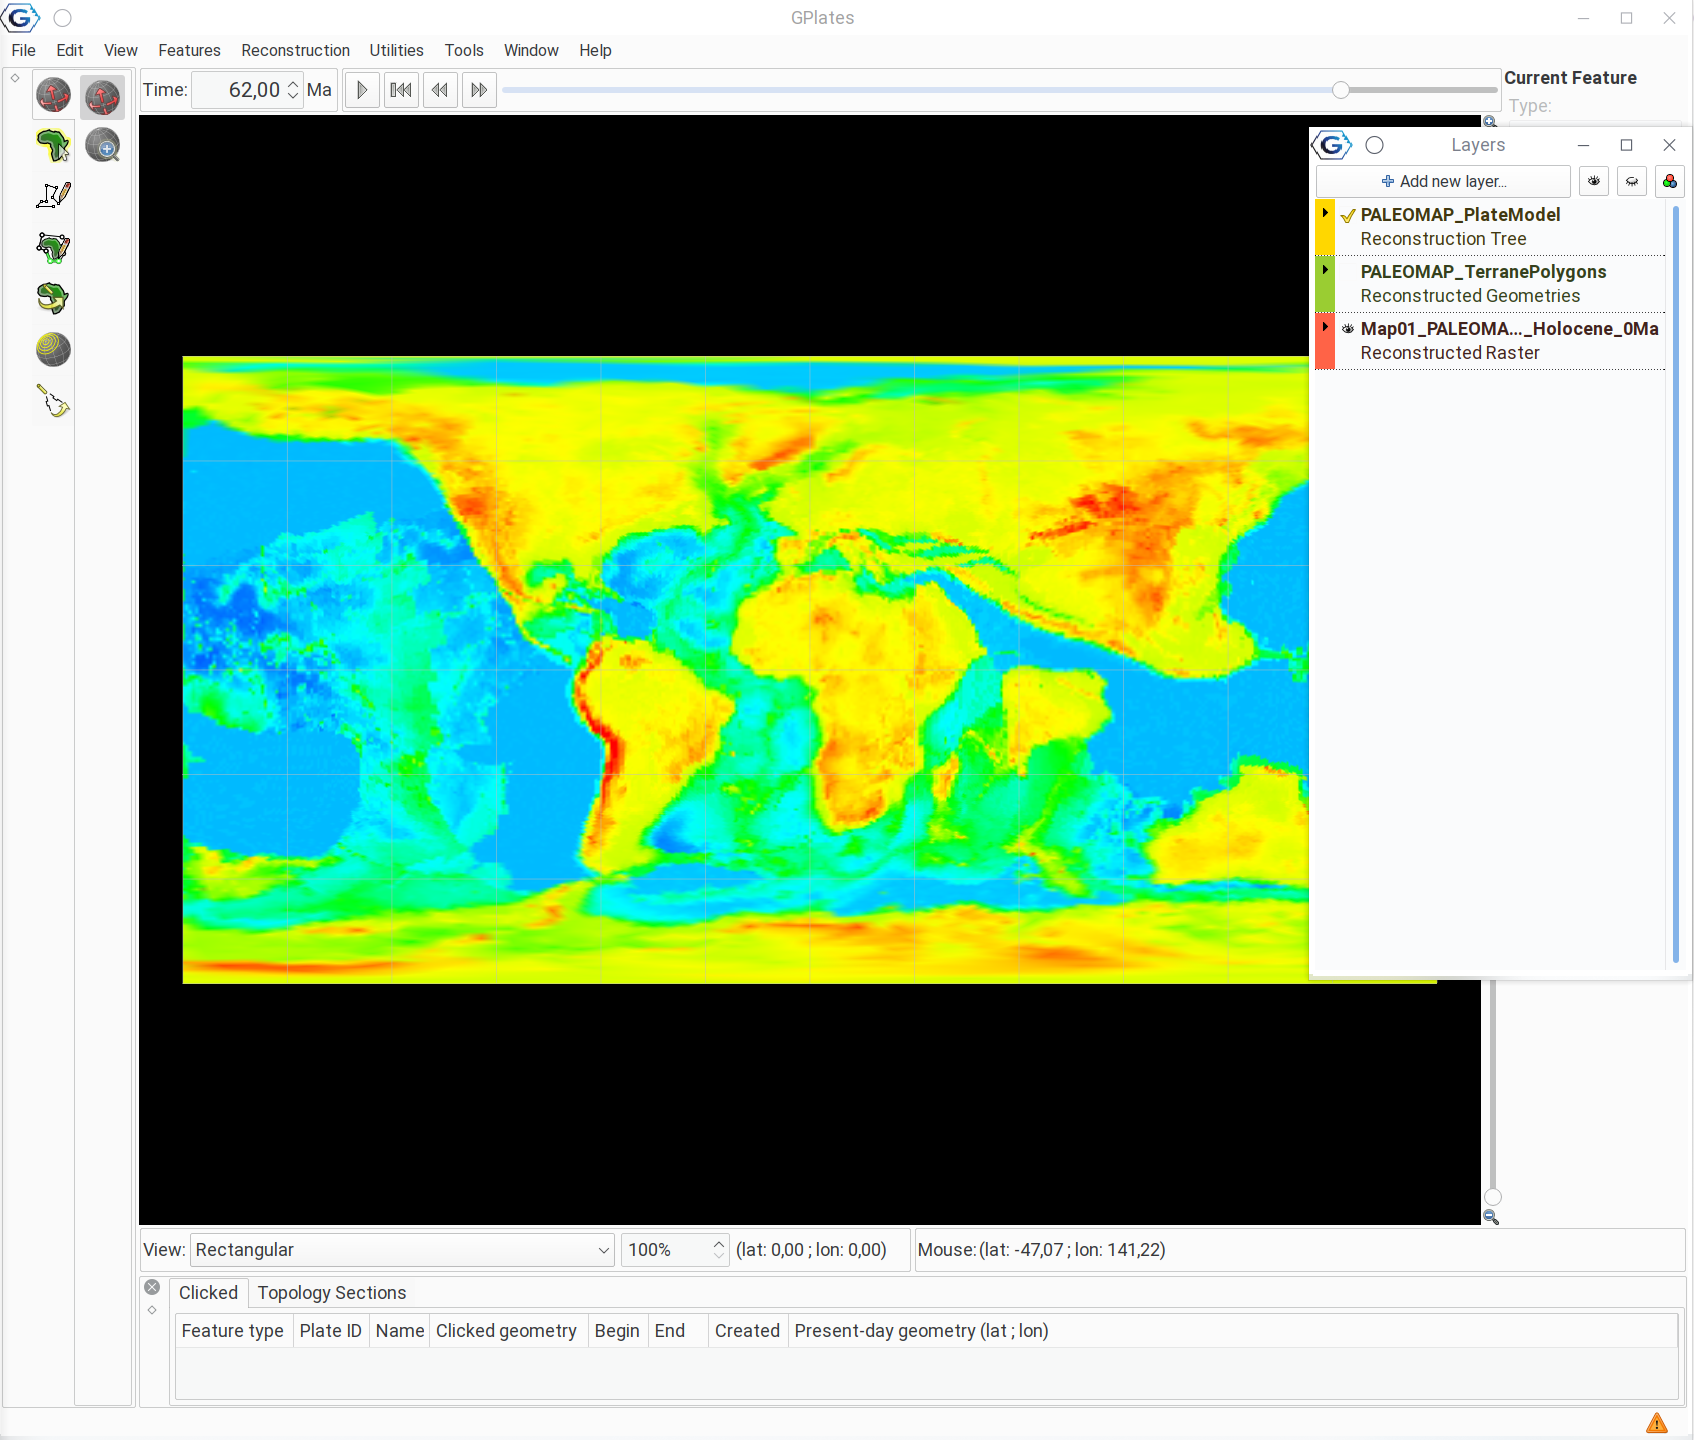 GPlates
File Edit View Features Reconstruction Utilities Tools Window Help
Time: 62,00 Ma
Current Feature
Type:
Layers
Add new layer...
PALEOMAP_PlateModel
Reconstruction Tree
PALEOMAP_TerranePolygons
Reconstructed Geometries
Map01_PALEOMA..._Holocene_0Ma
Reconstructed Raster
View: Rectangular 100% (lat: 0,00 ; lon: 0,00) Mouse: (lat: -47,07 ; lon: 141,22)
Clicked Topology Sections
Feature type Plate ID Name Clicked geometry Begin End Created Present-day geometry (lat ; lon)